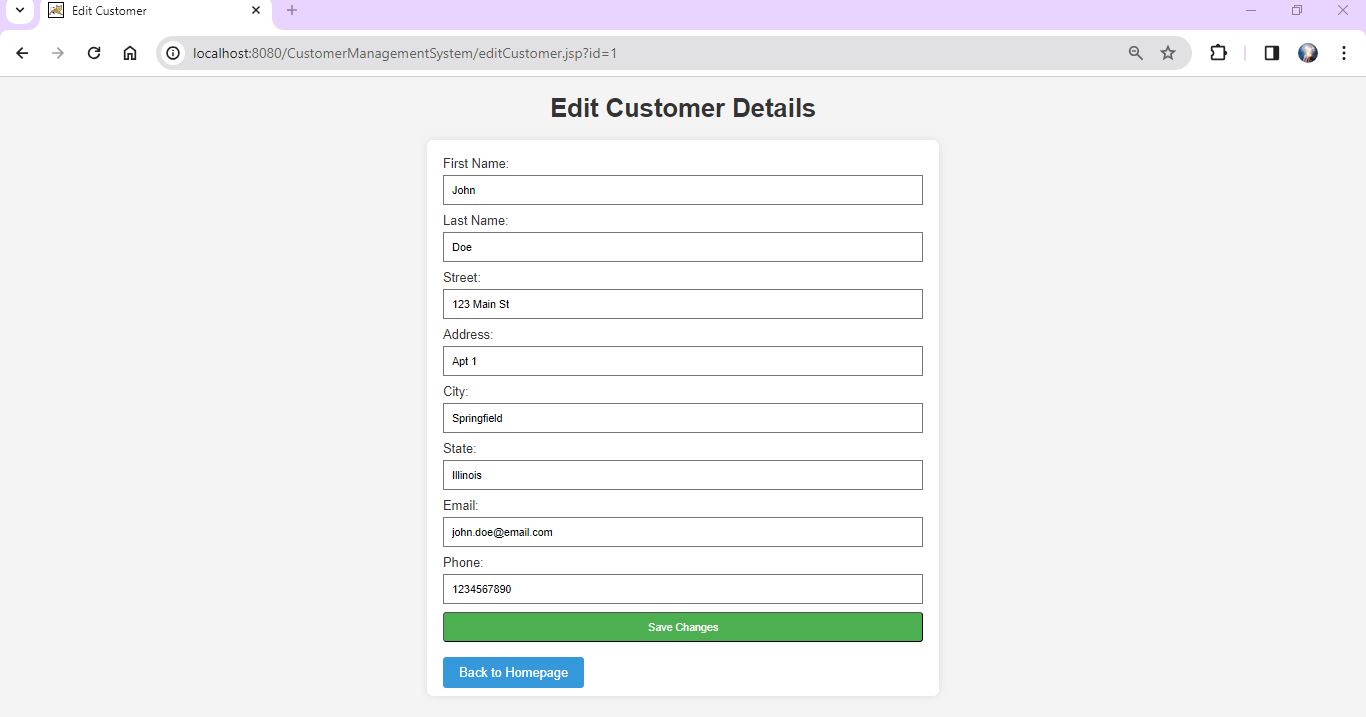 Edit Customer
localhost:8080/CustomerManagementSystem/editCustomer.jsp?id=1
Edit Customer Details
First Name:
John
Last Name:
Doe
Street:
123 Main St
Address:
Apt 1
City:
Springfield
State:
Illinois
Email:
john.doe@email.com
Phone:
1234567890
Save Changes
Back to Homepage